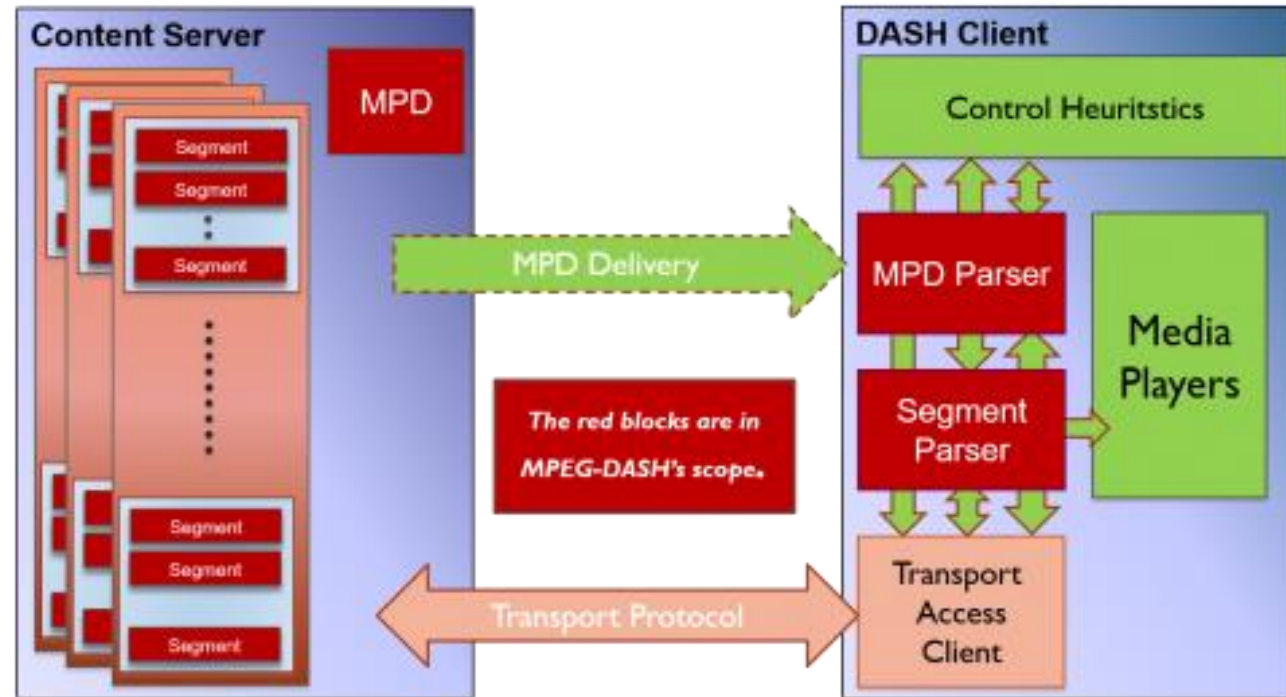 Content Server
MPD
Segment
Segment
Segment
Segment
Segment
Segment
MPD Delivery
The red blocks are in
MPEG-DASH's scope.
Transport Protocol
DASH Client
Control Heuritstics
MPD Parser
Segment
Parser
Media
Players
Transport
Access
Client